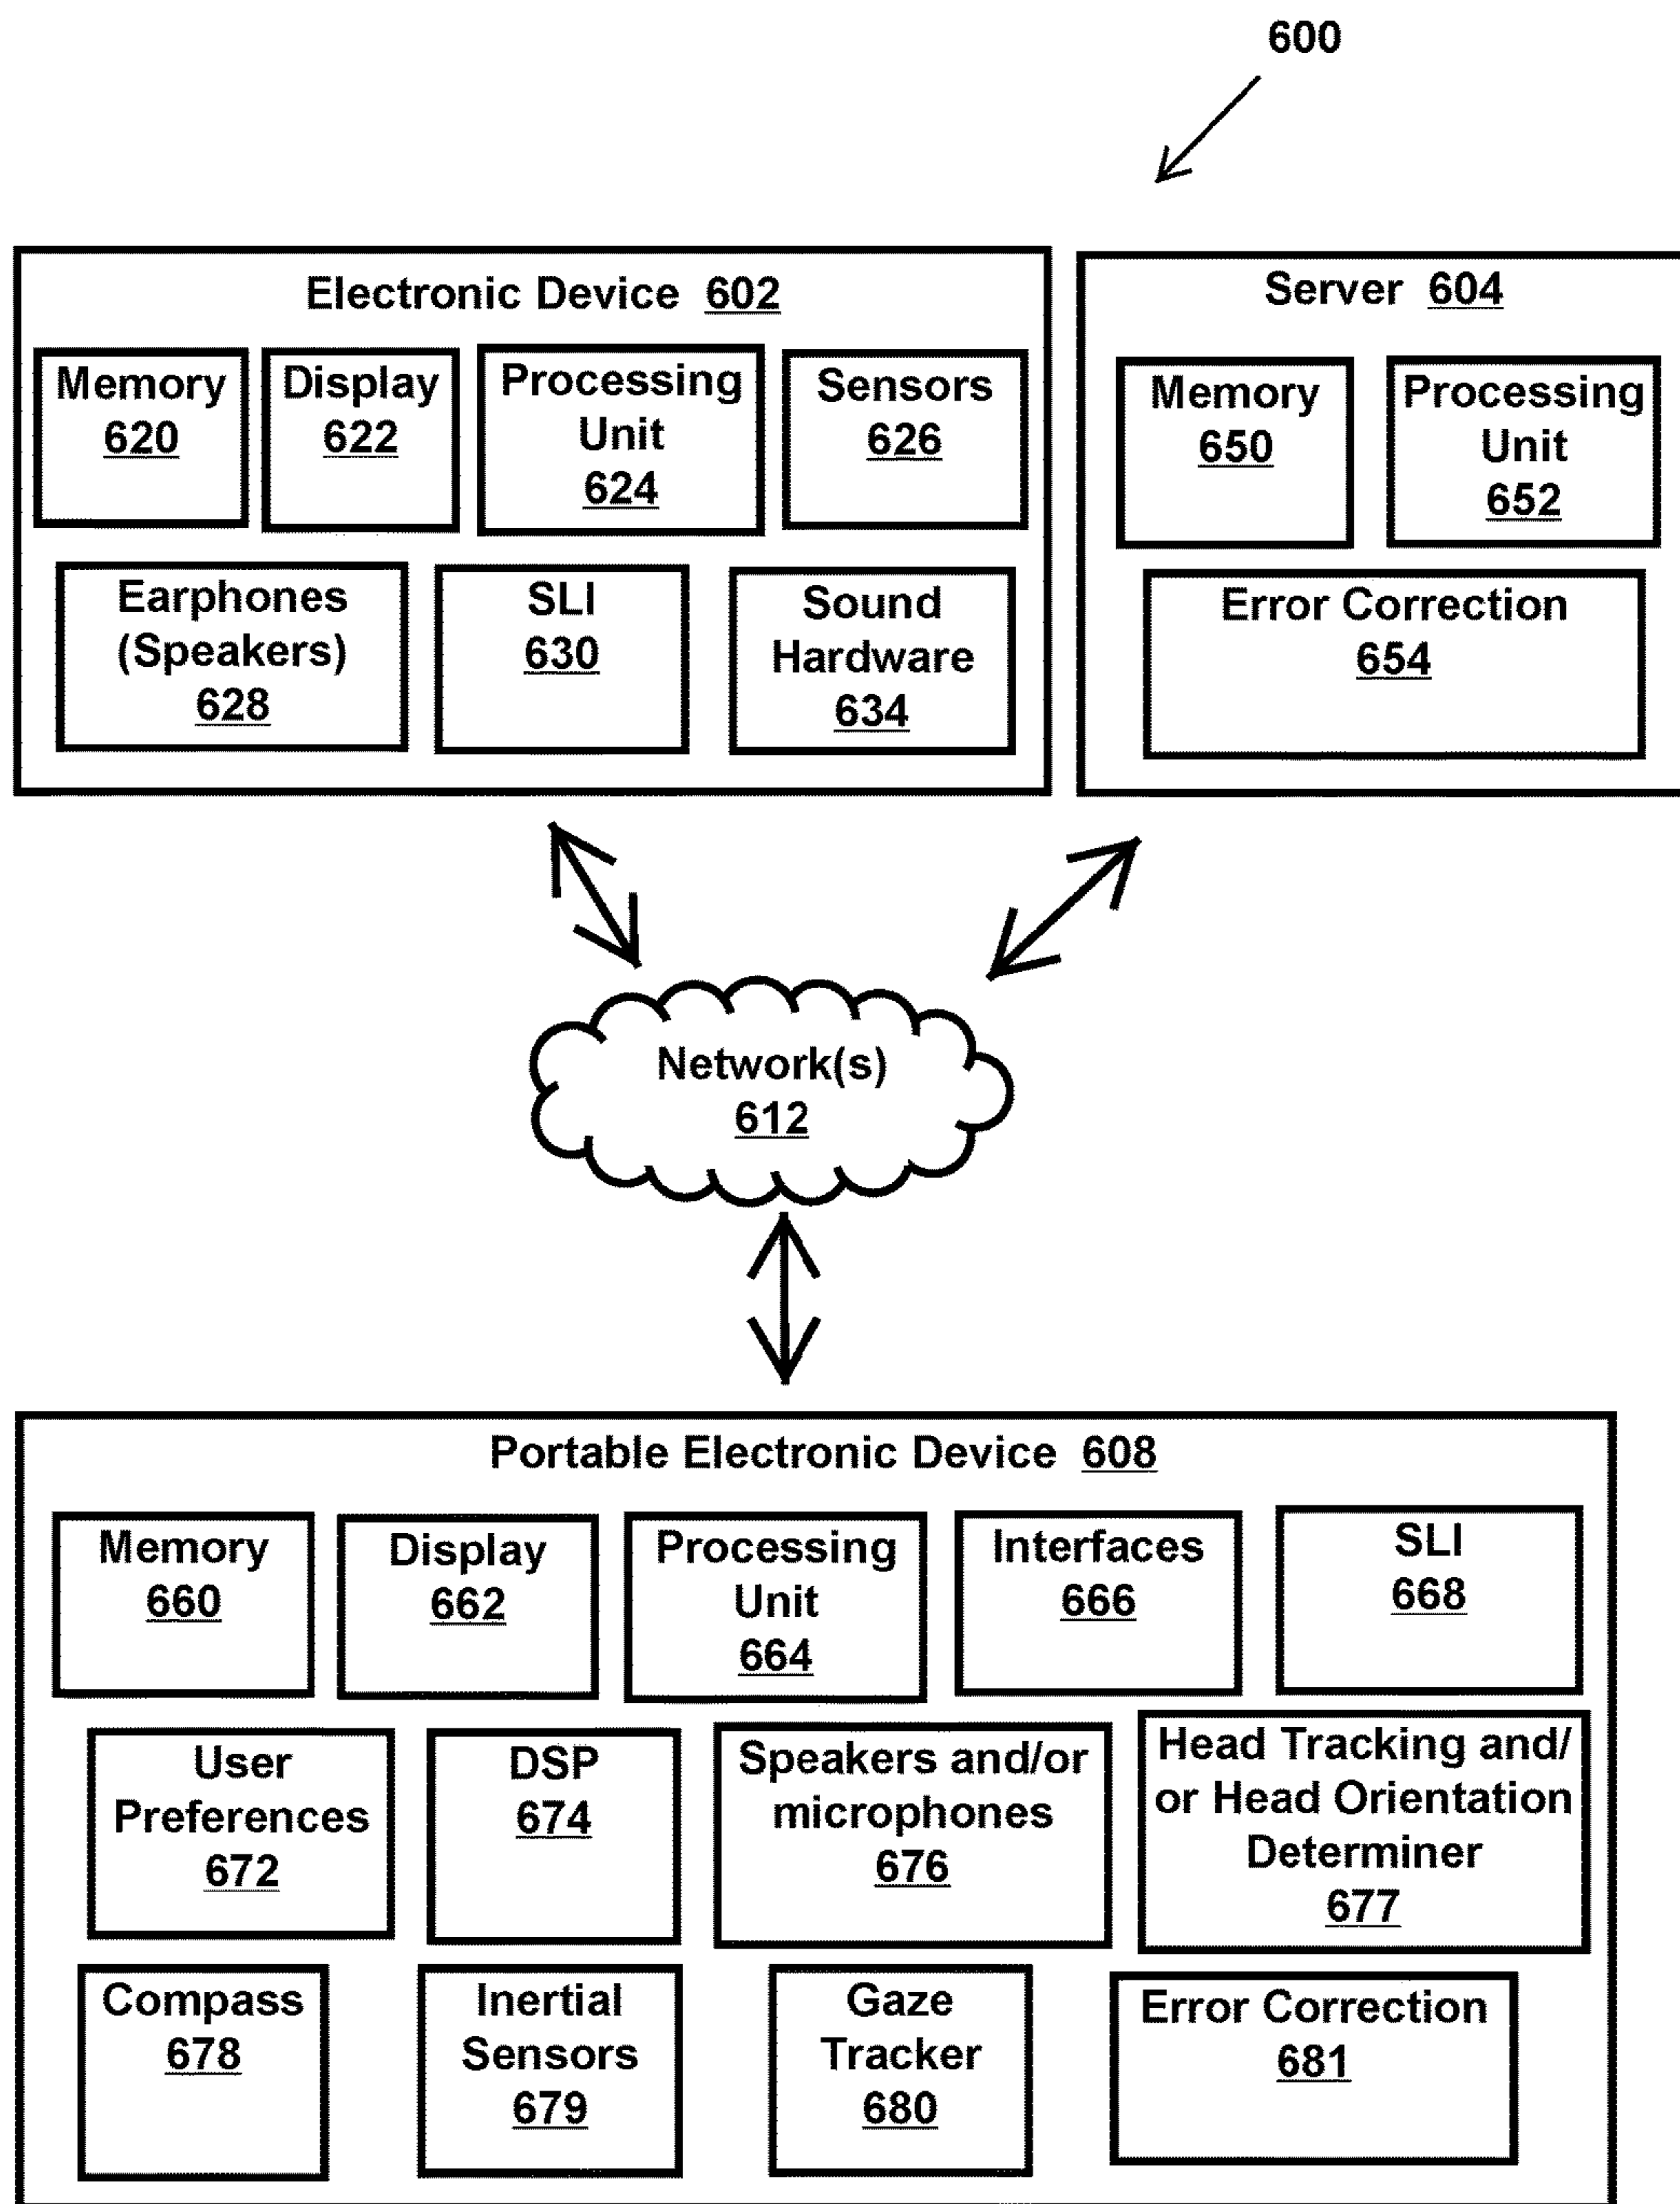 600
Electronic Device 602
Memory
620
Display
622
Processing
Unit
624
Sensors
626
Earphones
(Speakers)
628
SLI
630
Sound
Hardware
634
Server 604
Memory
650
Processing
Unit
652
Error Correction
654
Network(s)
612
Portable Electronic Device 608
Memory
660
Display
662
Processing
Unit
664
Interfaces
666
SLI
668
User
Preferences
672
DSP
674
Speakers and/or
microphones
676
Head Tracking and/
or Head Orientation
Determiner
677
Compass
678
Inertial
Sensors
679
Gaze
Tracker
680
Error Correction
681